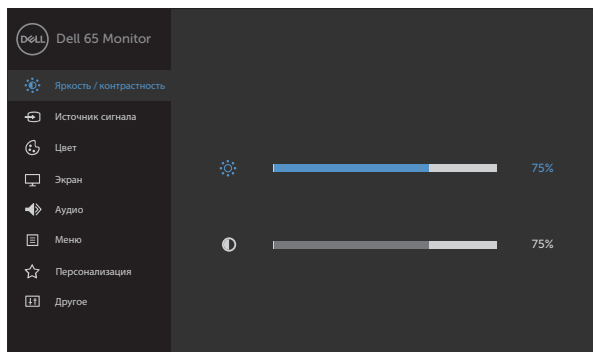 DELL
Dell 65 Monitor
Яркость / контрастность
Источник сигнала
Цвет
Экран
Аудио
Меню
Персонализация
Другое
75%
75%